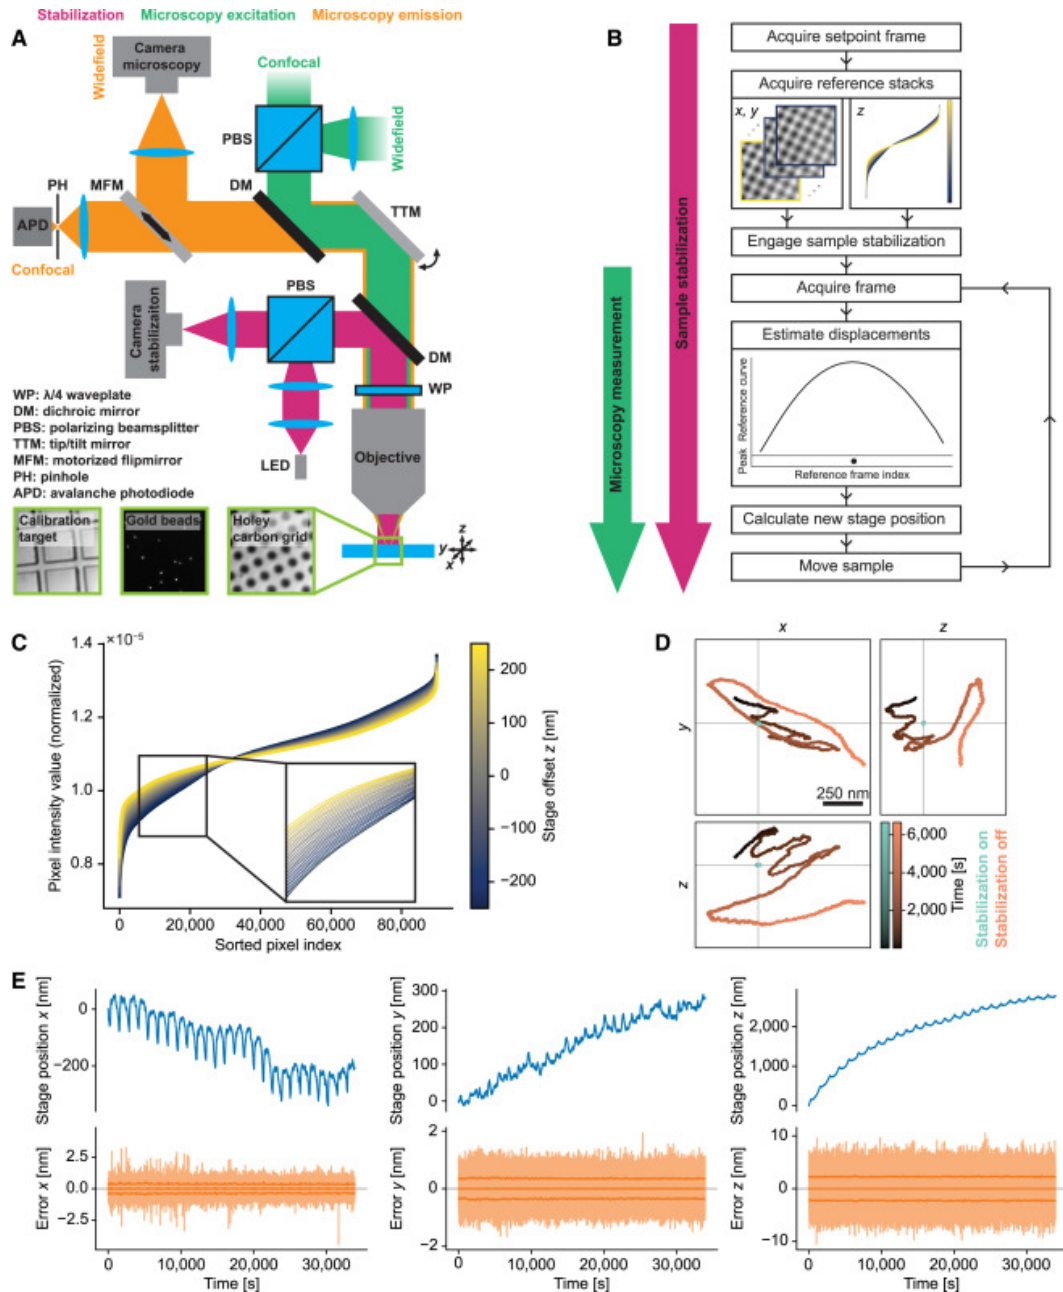 Stabilization Microscopy excitation Microscopy emission
A
Widefield
Camera
microscopy
Confocal
PBS
Widefield
PH
MFM
DM
TTM
APD
Confocal
PBS
Camera
stabilizaiton
DM
WP
WP: λ/4 waveplate
DM: dichroic mirror
PBS: polarizing beamsplitter
TTM: tip/tilt mirror
MFM: motorized flipmirror
PH: pinhole
APD: avalanche photodiode
LED
Objective
Calibration
target
Gold beads
Holey
carbon grid
z
y
x
B
Microscopy measurement
Sample stabilization
Acquire setpoint frame
Acquire reference stacks
x, y
z
Engage sample stabilization
Acquire frame
Estimate displacements
Peak Reference curve
Reference frame index
Calculate new stage position
Move sample
C
×10⁻⁵
1.4
1.2
1.0
0.8
Pixel intensity value (normalized)
0 20,000 40,000 60,000 80,000
Sorted pixel index
200
100
0
−100
−200
Stage offset z [nm]
D
x
z
y
250 nm
z
6,000
4,000
2,000
Time [s]
Stabilization on
Stabilization off
E
Stage position x [nm]
0
−200
Stage position y [nm]
300
200
100
0
Stage position z [nm]
2,000
1,000
0
Error x [nm]
2.5
0.0
−2.5
0 10,000 20,000 30,000
Time [s]
Error y [nm]
2
0
−2
0 10,000 20,000 30,000
Time [s]
Error z [nm]
10
0
−10
0 10,000 20,000 30,000
Time [s]